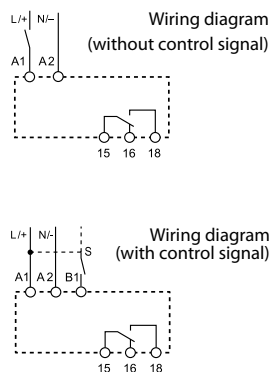 L/+ N/–
Wiring diagram
(without control signal)
A1 A2
15 16 18
L/+ N/-
Wiring diagram
(with control signal)
S
A1 A2 B1
15 16 18